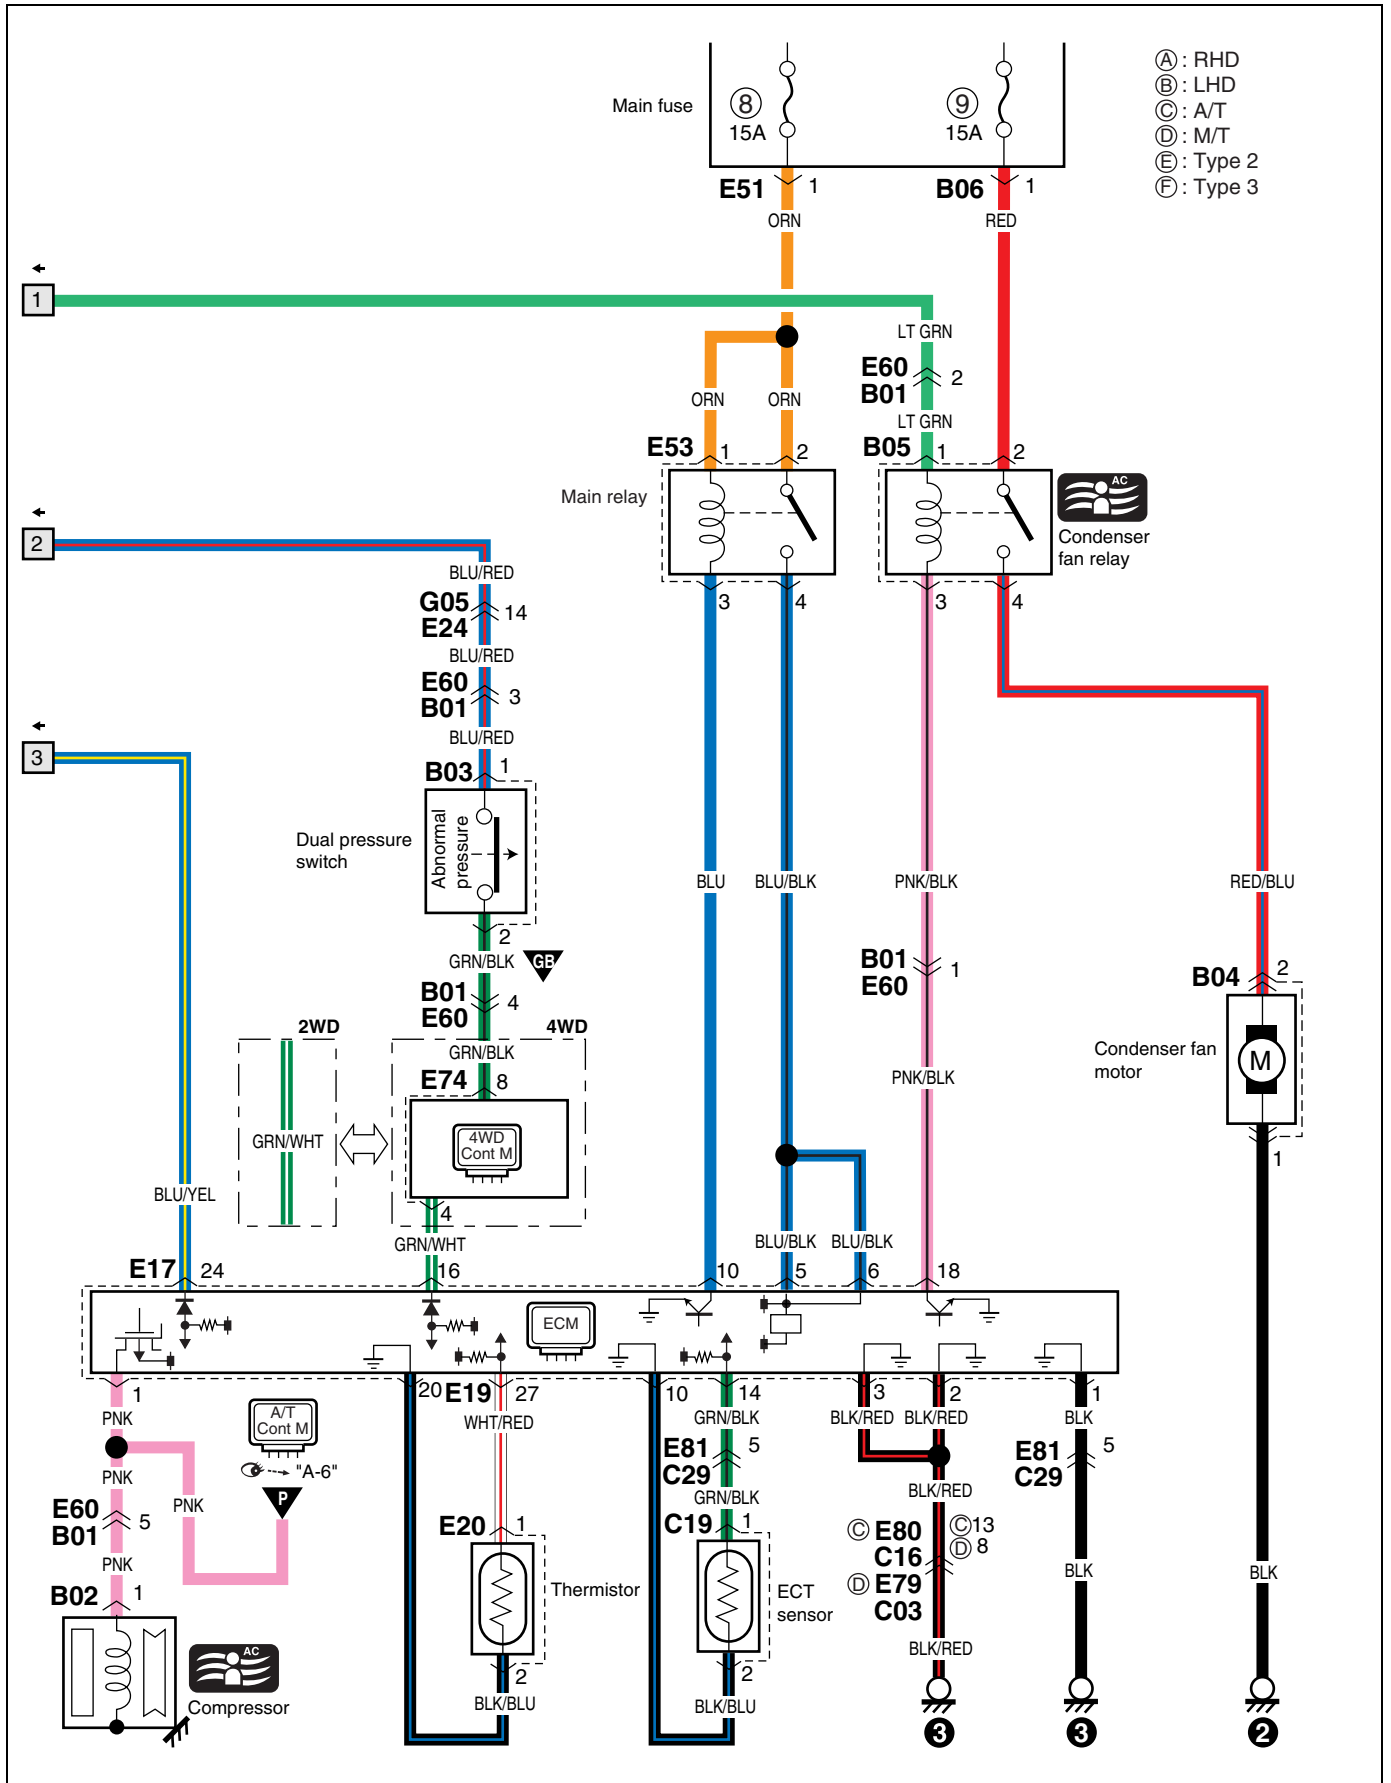 Main fuse
8
15A
9
15A
A : RHD
B : LHD
C : A/T
D : M/T
E : Type 2
F : Type 3
E51
1
B06
1
ORN
RED
1
LT GRN
E60
B01
2
ORN
ORN
LT GRN
E53
1
2
B05
1
2
Main relay
AC
Condenser
fan relay
2
3
4
3
4
BLU/RED
G05
E24
14
BLU/RED
E60
B01
3
BLU/RED
3
B03
1
Dual pressure
switch
Abnormal
pressure
BLU
BLU/BLK
PNK/BLK
RED/BLU
2
GRN/BLK
GB
B01
E60
4
B01
E60
1
B04
2
2WD
4WD
GRN/BLK
E74
8
Condenser fan
motor
M
PNK/BLK
GRN/WHT
4WD
Cont M
1
BLU/YEL
4
GRN/WHT
BLU/BLK
BLU/BLK
E17
24
16
10
5
6
18
ECM
1
20
E19
27
10
14
3
2
1
PNK
A/T
Cont M
WHT/RED
GRN/BLK
BLK/RED
BLK/RED
BLK
E81
C29
5
E81
C29
5
"A-6"
PNK
PNK
P
BLK/RED
GRN/BLK
E60
B01
5
E20
1
C19
1
C E80
C16
C 13
D 8
D E79
C03
PNK
BLK
BLK
B02
1
Thermistor
ECT
sensor
BLK/RED
AC
Compressor
2
2
BLK/BLU
BLK/BLU
3
3
2